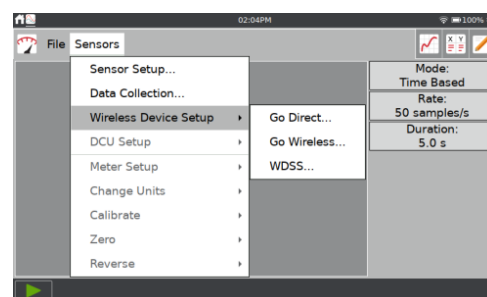 02:04PM
100%
File Sensors
X Y
Sensor Setup...
Data Collection...
Wireless Device Setup
DCU Setup
Meter Setup
Change Units
Calibrate
Zero
Reverse
Go Direct...
Go Wireless...
WDSS...
Mode:
Time Based
Rate:
50 samples/s
Duration:
5.0 s